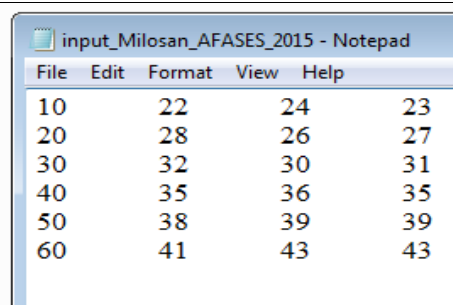 input_Milosan_AFASES_2015 - Notepad
File Edit Format View Help
10 22 24 23
20 28 26 27
30 32 30 31
40 35 36 35
50 38 39 39
60 41 43 43